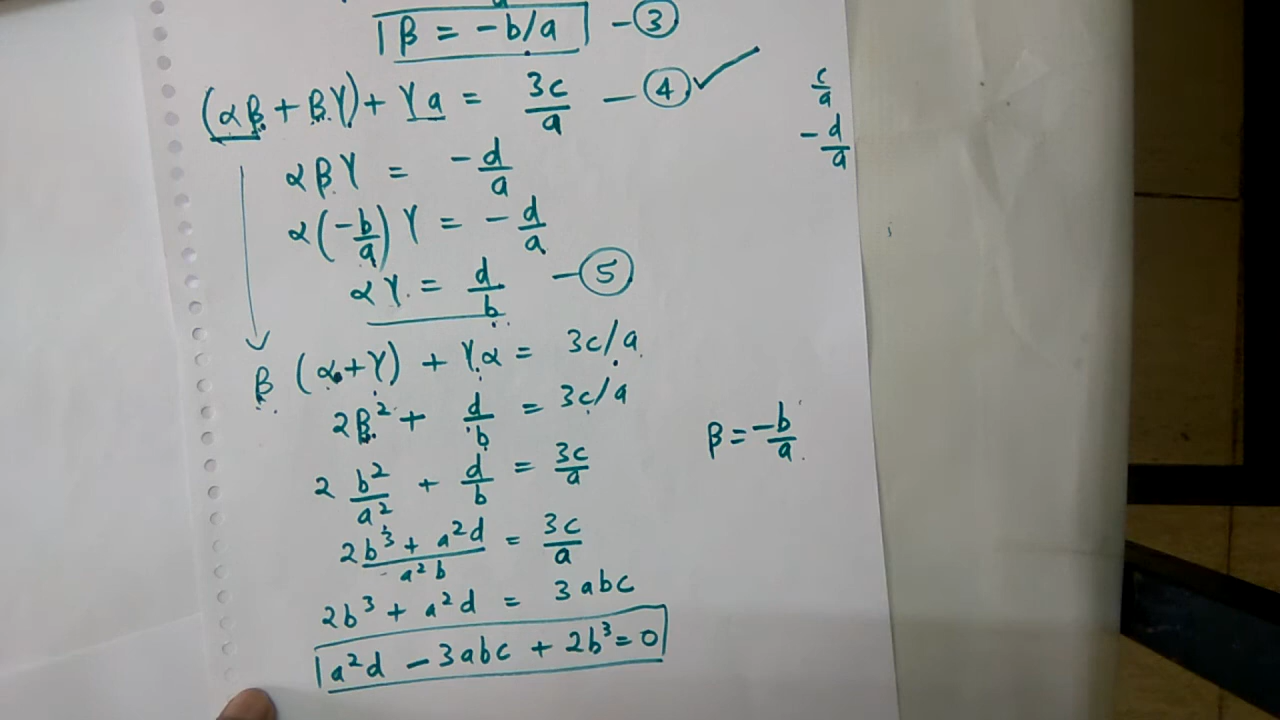 β = -b/a - ③
(αβ + βγ) + γa = 3c/a - ④ ✓
c/a
-d/a
αβγ = -d/a
α(-b/a)γ = -d/a
αγ = d/b - ⑤
β (α+γ) + γα = 3c/a
2β² + d/b = 3c/a
β = -b/a
2 b²/a² + d/b = 3c/a
2b³ + a²d / a²b = 3c/a
2b³ + a²d = 3abc
a²d - 3abc + 2b³ = 0